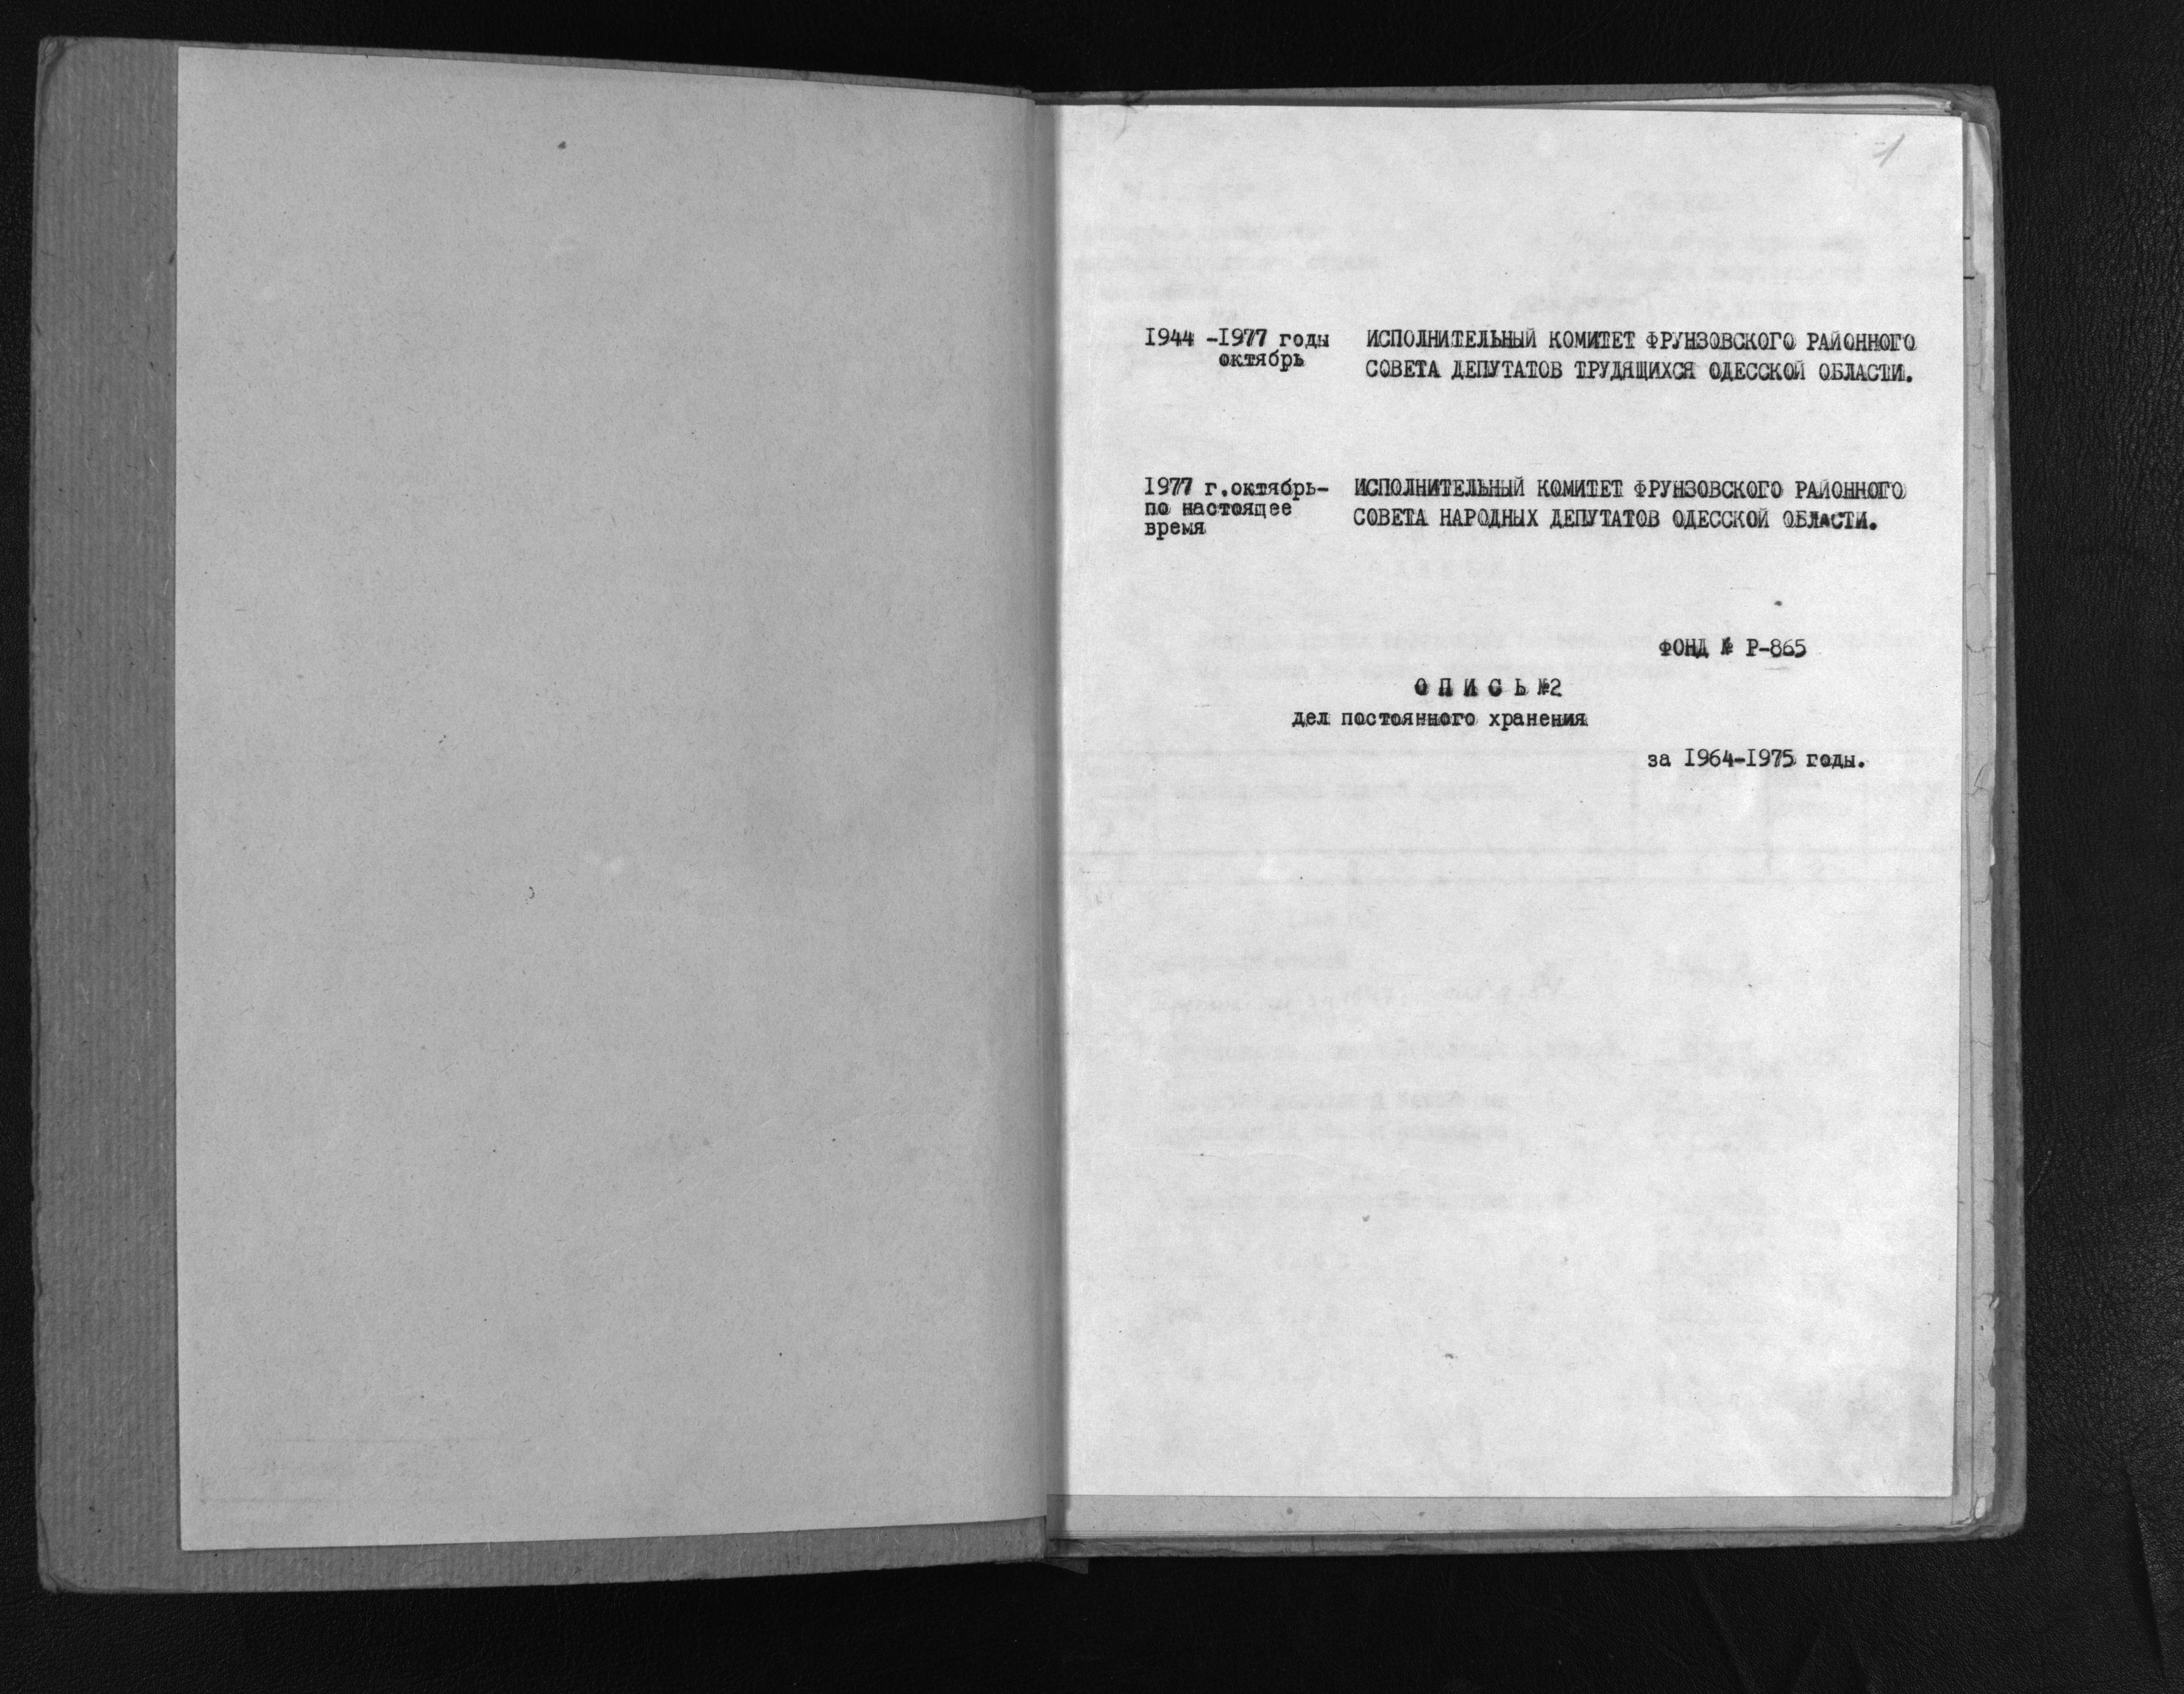 1
1944 -1977 годы ИСПОЛНИТЕЛЬНЫЙ КОМИТЕТ ФРУНЗОВСКОГО РАЙОННОГО
октябрь СОВЕТА ДЕПУТАТОВ ТРУДЯЩИХСЯ ОДЕССКОЙ ОБЛАСТИ.
1977 г.октябрь- ИСПОЛНИТЕЛЬНЫЙ КОМИТЕТ ФРУНЗОВСКОГО РАЙОННОГО
по настоящее СОВЕТА НАРОДНЫХ ДЕПУТАТОВ ОДЕССКОЙ ОБЛАСТИ.
время
ФОНД № Р-865
О П И С Ь №2
дел постоянного хранения
за 1964-1975 годы.